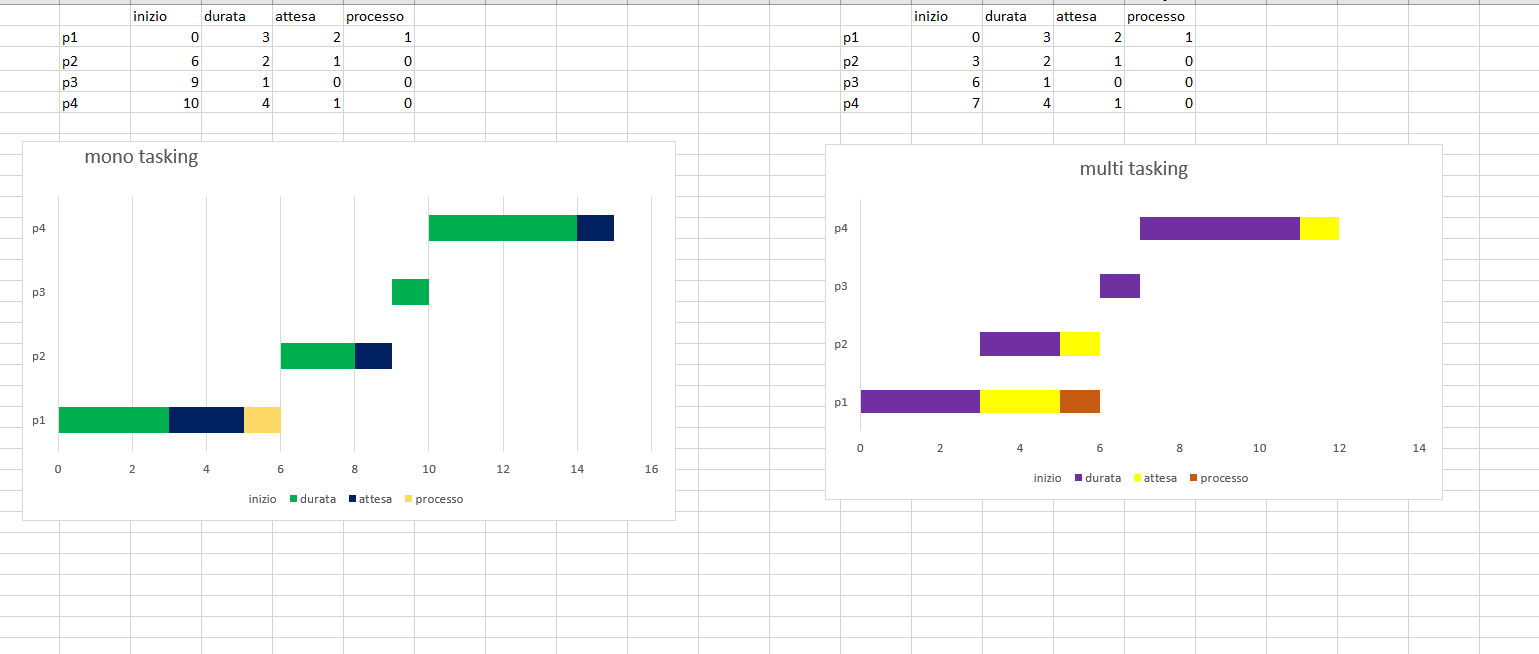 inizio durata attesa processo
p1 0 3 2 1
p2 6 2 1 0
p3 9 1 0 0
p4 10 4 1 0
mono tasking
p4
p3
p2
p1
0 2 4 6 8 10 12 14 16
inizio durata attesa processo
inizio durata attesa processo
p1 0 3 2 1
p2 3 2 1 0
p3 6 1 0 0
p4 7 4 1 0
multi tasking
p4
p3
p2
p1
0 2 4 6 8 10 12 14
inizio durata attesa processo